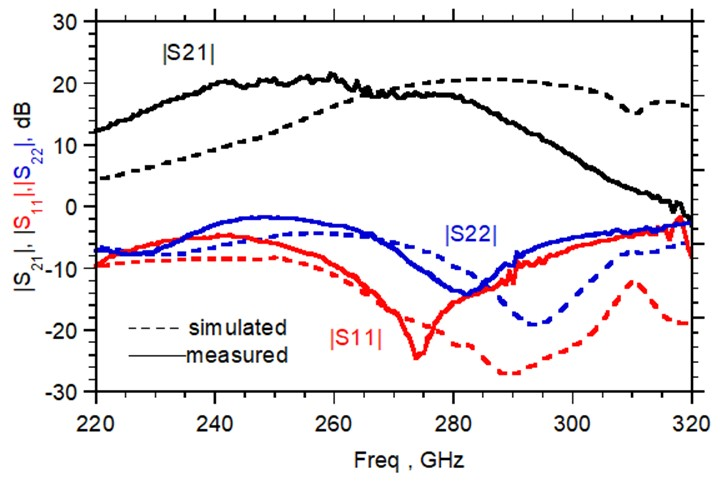 30
20
10
0
-10
-20
-30
|S21|
|S22|
|S11|
simulated
measured
|S21|, |S11|,|S22|, dB
220 240 260 280 300 320
Freq , GHz